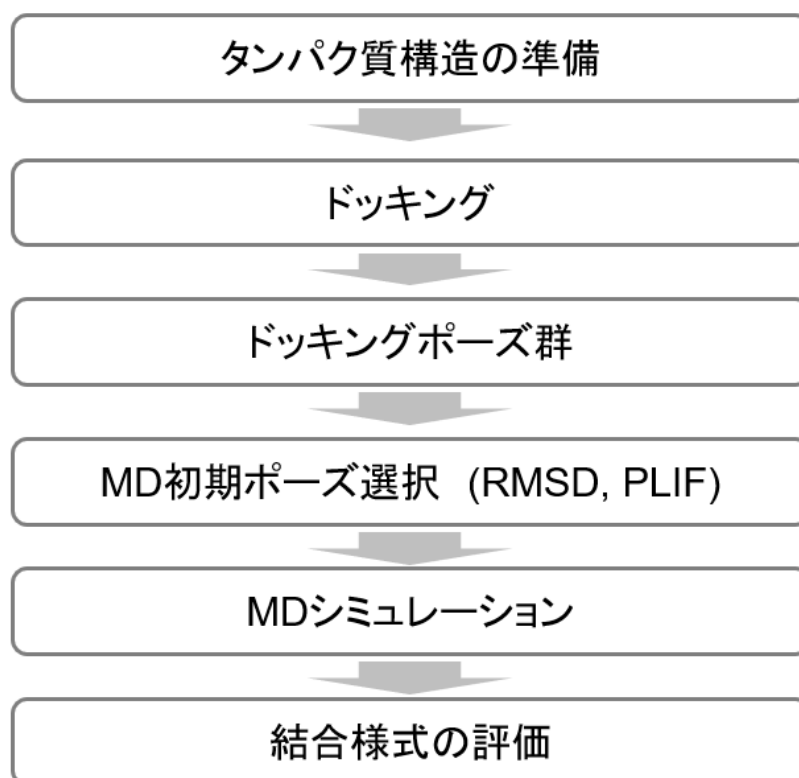 タンパク質構造の準備
ドッキング
ドッキングポーズ群
MD初期ポーズ選択 (RMSD, PLIF)
MDシミュレーション
結合様式の評価